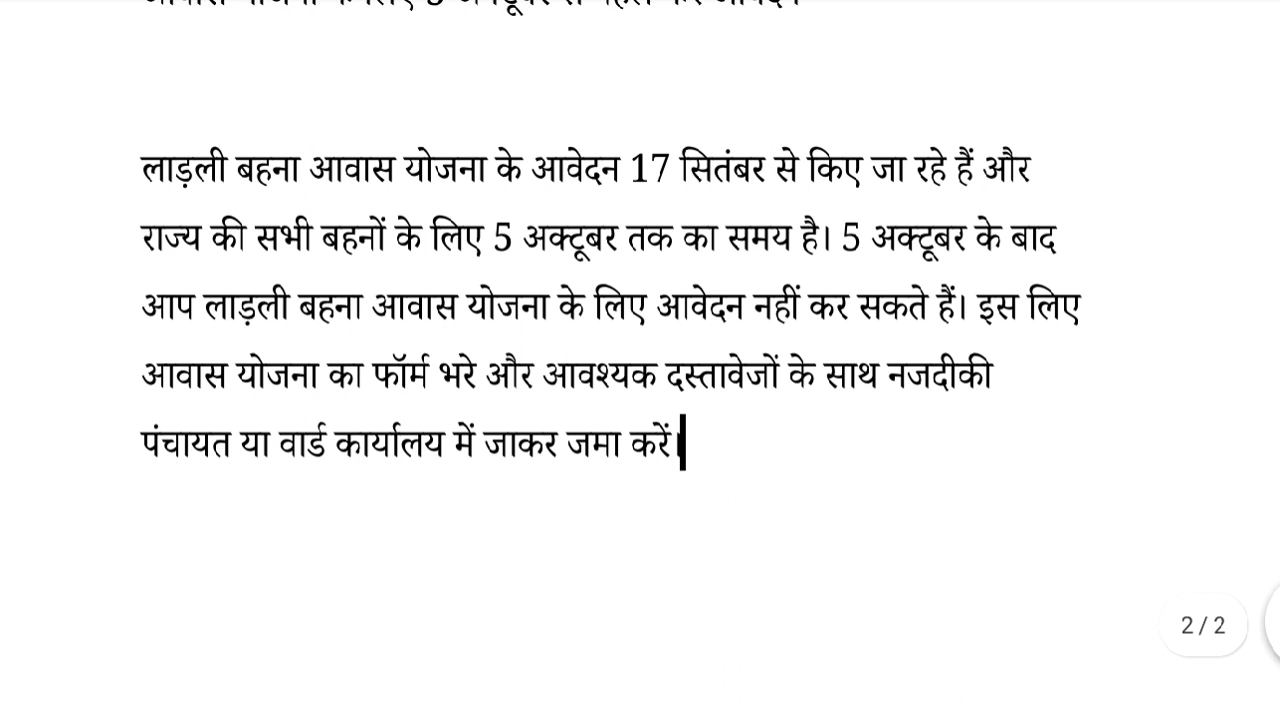 लाड़ली बहना आवास योजना के आवेदन 17 सितंबर से किए जा रहे हैं और
राज्य की सभी बहनों के लिए 5 अक्टूबर तक का समय है। 5 अक्टूबर के बाद
आप लाड़ली बहना आवास योजना के लिए आवेदन नहीं कर सकते हैं। इस लिए
आवास योजना का फॉर्म भरे और आवश्यक दस्तावेजों के साथ नजदीकी
पंचायत या वार्ड कार्यालय में जाकर जमा करें।
2 / 2